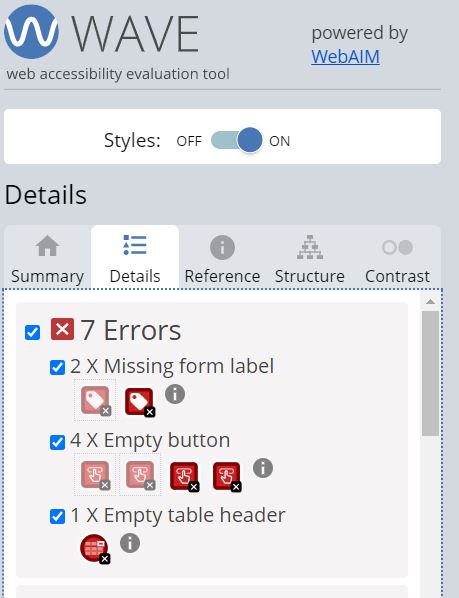 WAVE
powered by
WebAIM
web accessibility evaluation tool
Styles: OFF ON
Details
Summary Details Reference Structure Contrast
7 Errors
2 X Missing form label
4 X Empty button
1 X Empty table header